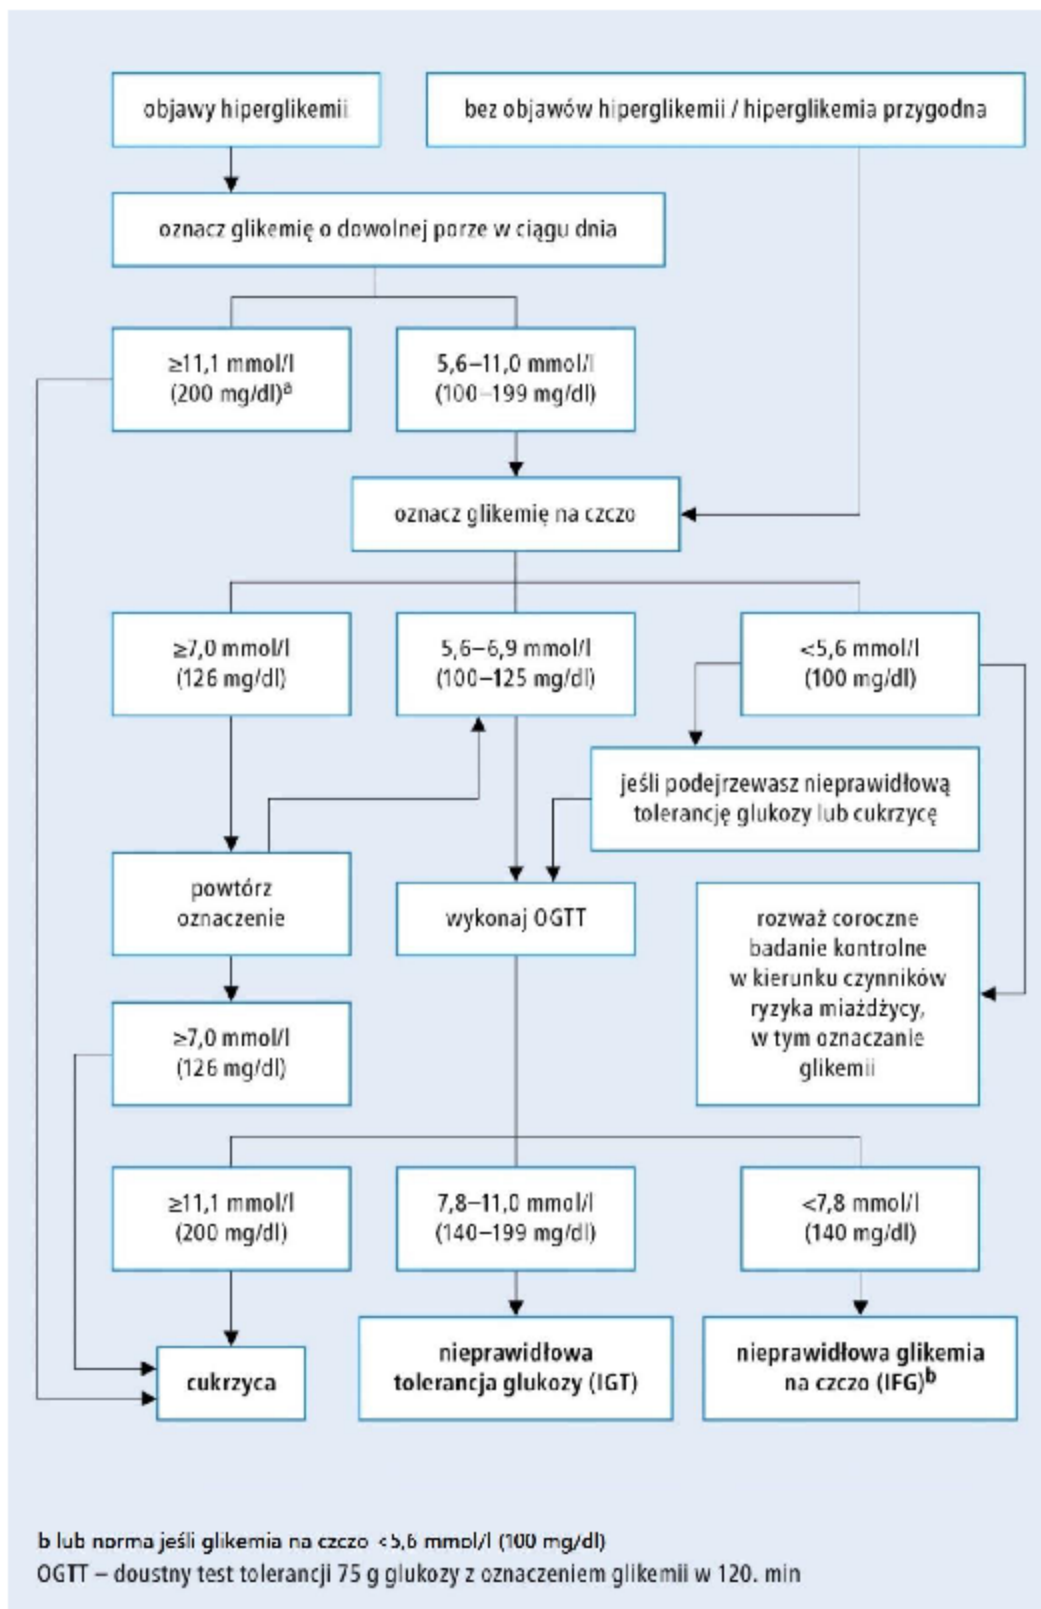 objawy hiperglikemii
bez objawów hiperglikemii / hiperglikemia przygodna
oznacz glikemię o dowolnej porze w ciągu dnia
≥11,1 mmol/l
(200 mg/dl)a
5,6–11,0 mmol/l
(100–199 mg/dl)
oznacz glikemię na czczo
≥7,0 mmol/l
(126 mg/dl)
5,6–6,9 mmol/l
(100–125 mg/dl)
<5,6 mmol/l
(100 mg/dl)
jeśli podejrzewasz nieprawidłową
tolerancję glukozy lub cukrzycę
powtórz
oznaczenie
wykonaj OGTT
rozważ coroczne
badanie kontrolne
w kierunku czynników
ryzyka miażdżycy,
w tym oznaczanie
glikemii
≥7,0 mmol/l
(126 mg/dl)
≥11,1 mmol/l
(200 mg/dl)
7,8–11,0 mmol/l
(140–199 mg/dl)
<7,8 mmol/l
(140 mg/dl)
cukrzyca
nieprawidłowa
tolerancja glukozy (IGT)
nieprawidłowa glikemia
na czczo (IFG)b
b lub norma jeśli glikemia na czczo <5,6 mmol/l (100 mg/dl)
OGTT – doustny test tolerancji 75 g glukozy z oznaczeniem glikemii w 120. min